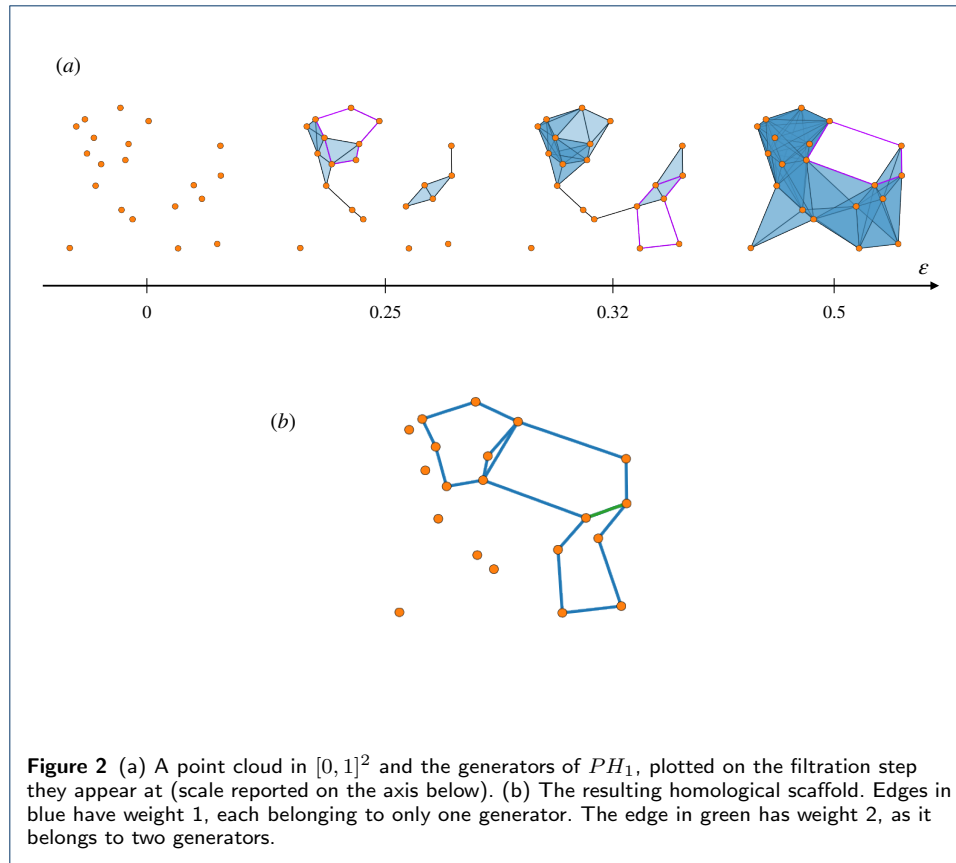 (a)
ε
0
0.25
0.32
0.5
(b)
Figure 2 (a) A point cloud in [0, 1]² and the generators of PH₁, plotted on the filtration step
they appear at (scale reported on the axis below). (b) The resulting homological scaffold. Edges in
blue have weight 1, each belonging to only one generator. The edge in green has weight 2, as it
belongs to two generators.